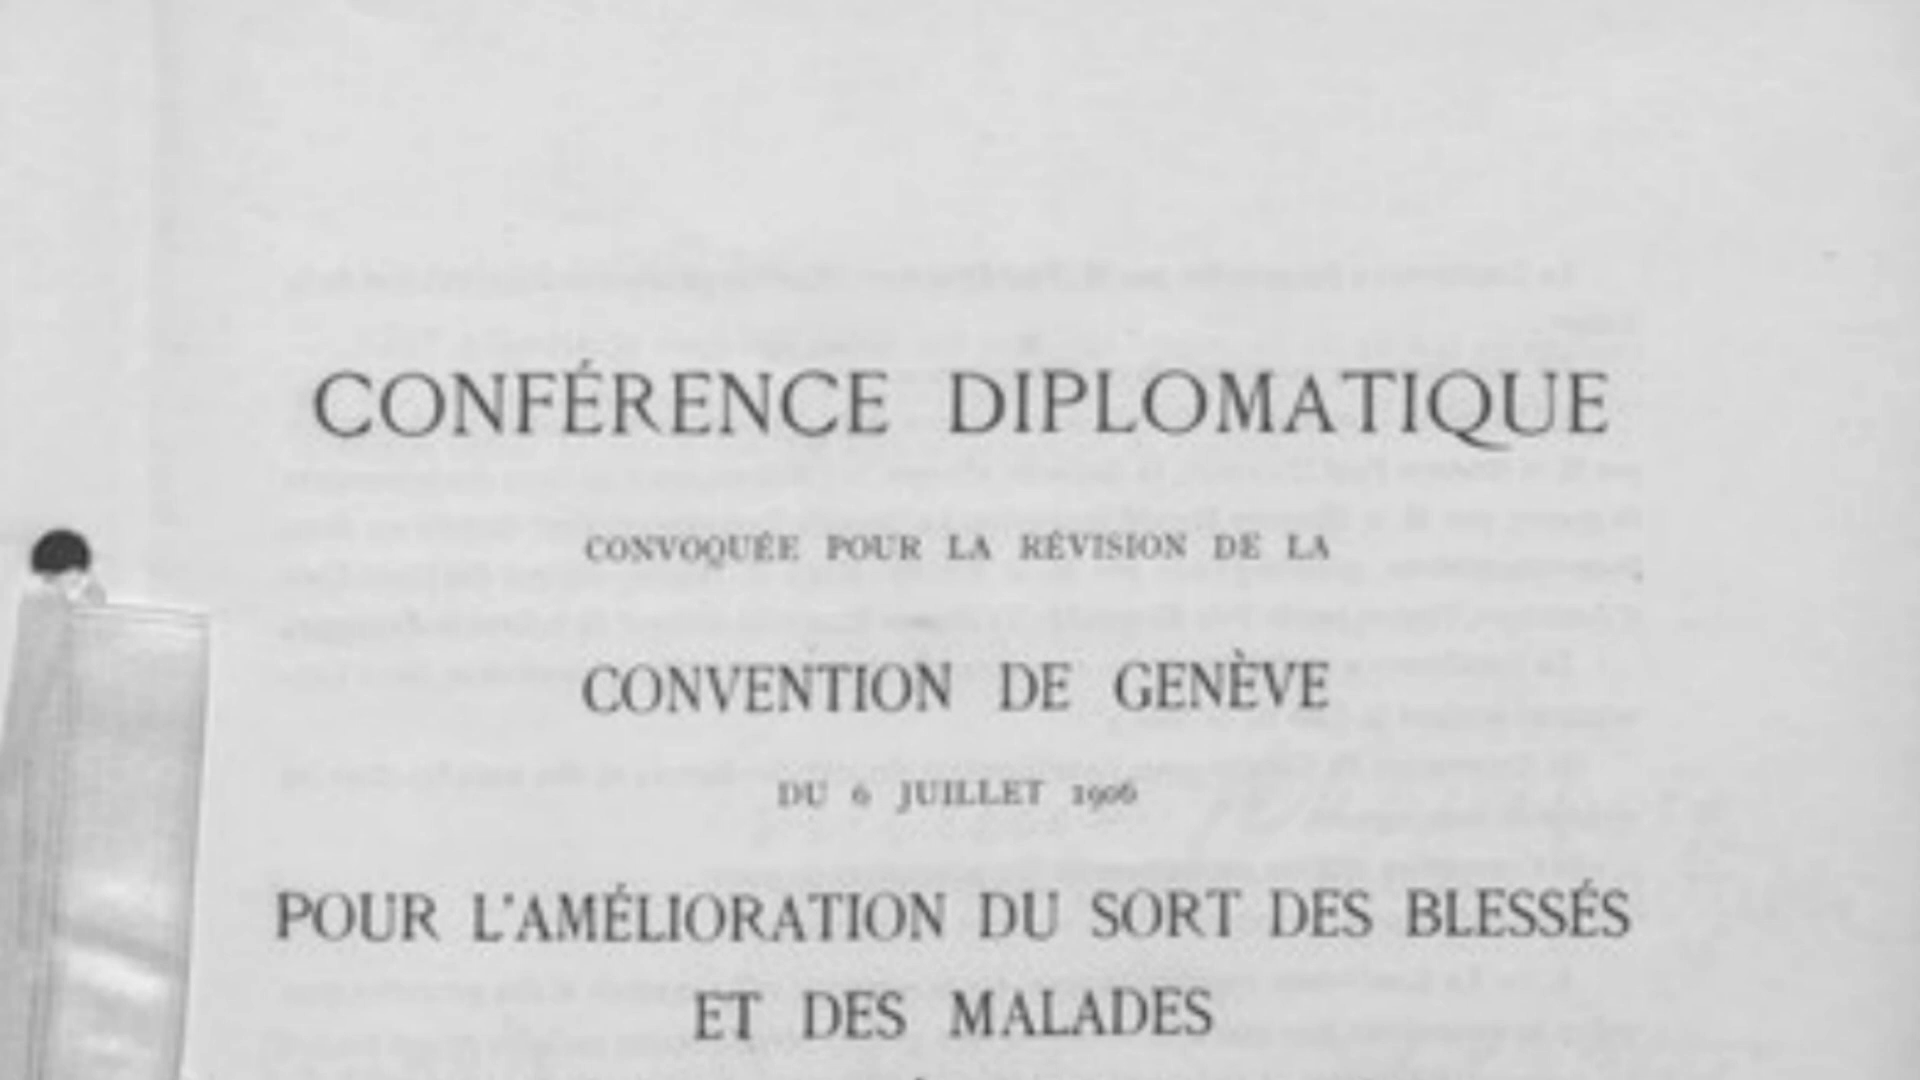 CONFÉRENCE DIPLOMATIQUE
CONVOQUÉE POUR LA RÉVISION DE LA
CONVENTION DE GENÈVE
DU 6 JUILLET 1906
POUR L'AMÉLIORATION DU SORT DES BLESSÉS
ET DES MALADES